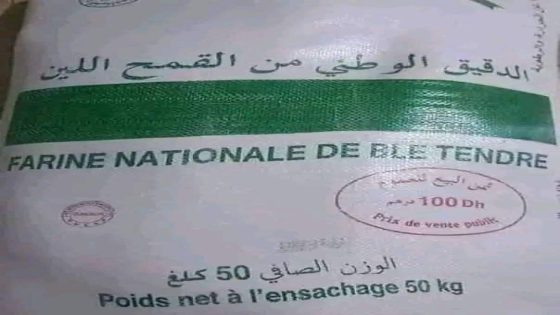 الدقيق الوطني من القمح اللين
FARINE NATIONALE DE BLE TENDRE
ثمن البيع للعموم
100 DH درهم
Prix de vente public
الوزن الصافي 50 كلغ
Poids net à l'ensachage 50 kg